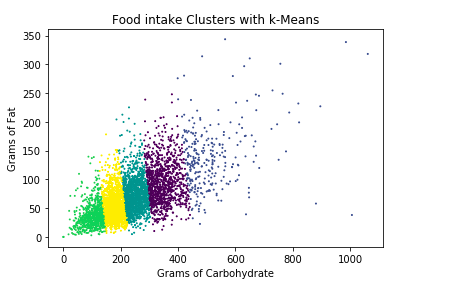 Food intake Clusters with k-Means
350
300
250
200
150
100
50
0
Grams of Fat
0 200 400 600 800 1000
Grams of Carbohydrate